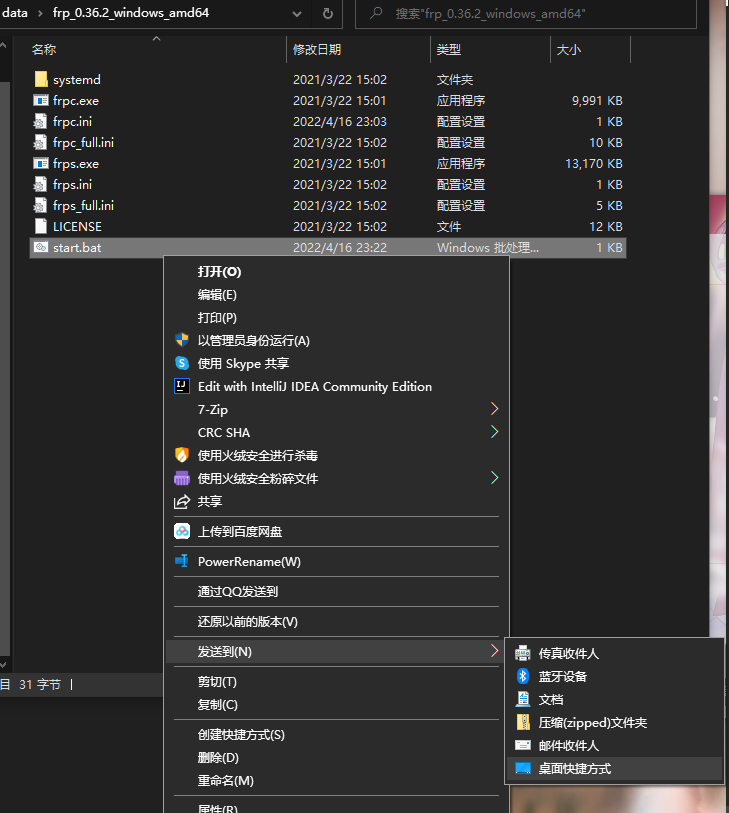 data › frp_0.36.2_windows_amd64
搜索"frp_0.36.2_windows_amd64"
名称 修改日期 类型 大小
systemd 2021/3/22 15:02 文件夹
frpc.exe 2021/3/22 15:01 应用程序 9,991 KB
frpc.ini 2022/4/16 23:03 配置设置 1 KB
frpc_full.ini 2021/3/22 15:02 配置设置 10 KB
frps.exe 2021/3/22 15:01 应用程序 13,170 KB
frps.ini 2021/3/22 15:02 配置设置 1 KB
frps_full.ini 2021/3/22 15:02 配置设置 5 KB
LICENSE 2021/3/22 15:02 文件 12 KB
start.bat 2022/4/16 23:22 Windows 批处理... 1 KB
打开(O)
编辑(E)
打印(P)
以管理员身份运行(A)
使用 Skype 共享
Edit with IntelliJ IDEA Community Edition
7-Zip
CRC SHA
使用火绒安全进行杀毒
使用火绒安全粉碎文件
共享
上传到百度网盘
PowerRename(W)
通过QQ发送到
还原以前的版本(V)
发送到(N)
剪切(T)
复制(C)
创建快捷方式(S)
删除(D)
重命名(M)
属性(R)
传真收件人
蓝牙设备
文档
压缩(zipped)文件夹
邮件收件人
桌面快捷方式
目 31 字节